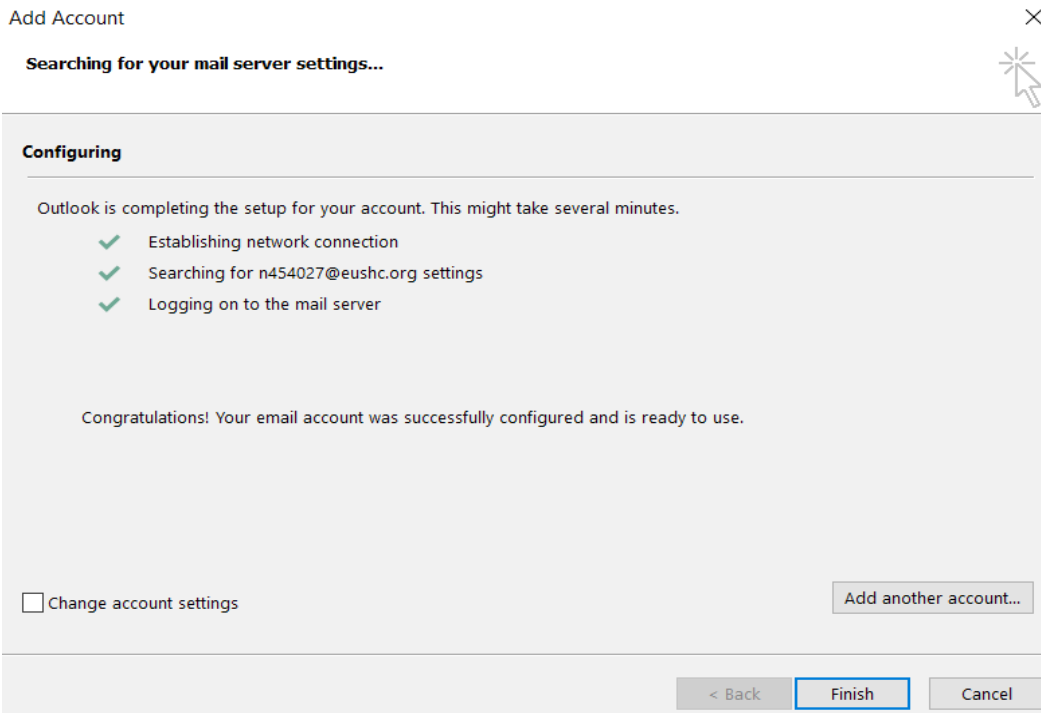 Add Account
Searching for your mail server settings...
Configuring
Outlook is completing the setup for your account. This might take several minutes.
Establishing network connection
Searching for n454027@eushc.org settings
Logging on to the mail server
Congratulations! Your email account was successfully configured and is ready to use.
Change account settings
Add another account...
< Back
Finish
Cancel